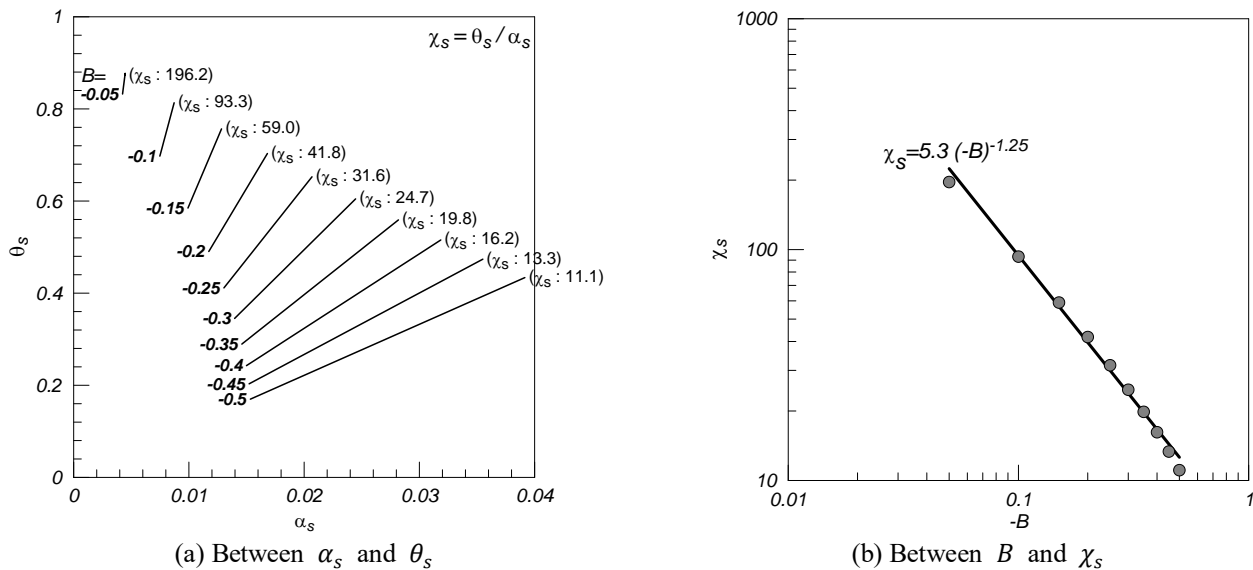 1
0.8
0.6
0.4
0.2
0
θs
χs = θs / αs
B=
-0.05 (χs : 196.2)
-0.1 (χs : 93.3)
-0.15 (χs : 59.0)
-0.2 (χs : 41.8)
-0.25 (χs : 31.6)
-0.3 (χs : 24.7)
-0.35 (χs : 19.8)
-0.4 (χs : 16.2)
-0.45 (χs : 13.3)
-0.5 (χs : 11.1)
0 0.01 0.02 0.03 0.04
αs
(a) Between αs and θs
1000
100
10
χs
χs=5.3 (-B)-1.25
0.01 0.1 1
-B
(b) Between B and χs